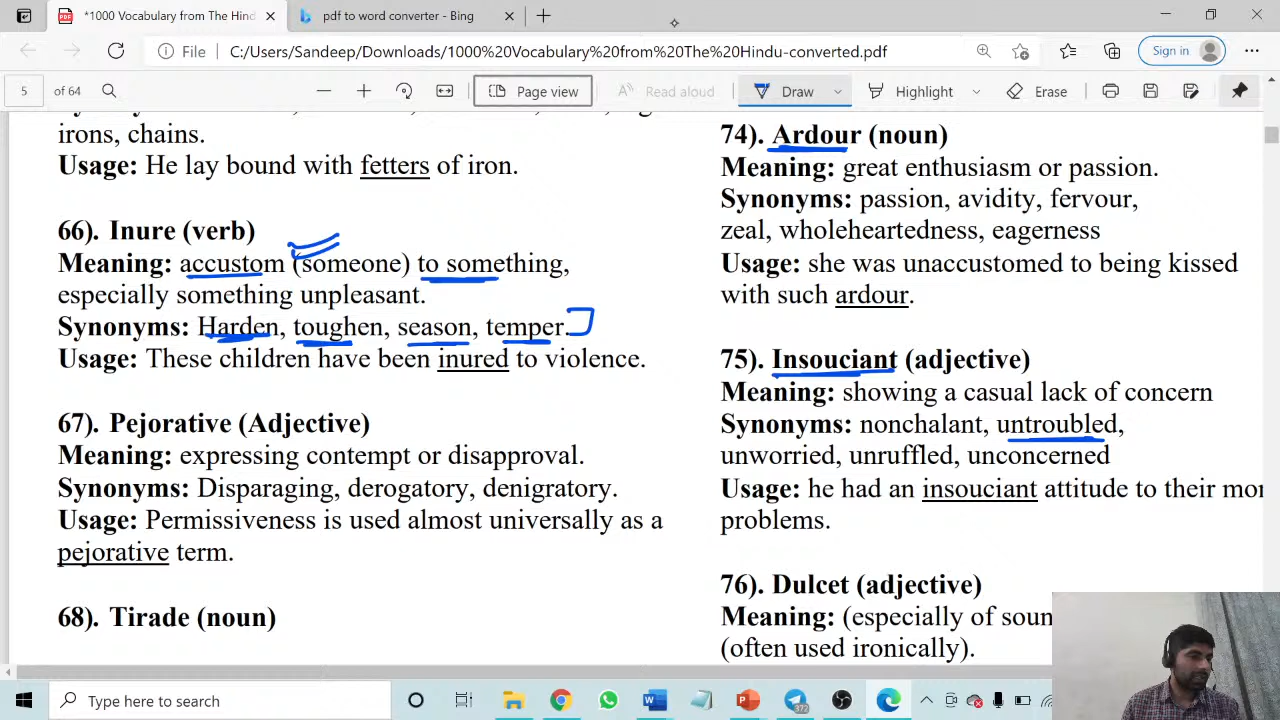 *1000 Vocabulary from The Hind
pdf to word converter - Bing
File
C:/Users/Sandeep/Downloads/1000%20Vocabulary%20from%20The%20Hindu-converted.pdf
Sign in
5 of 64
Page view
Read aloud
Draw
Highlight
Erase
irons, chains.
Usage: He lay bound with fetters of iron.
66). Inure (verb)
Meaning: accustom (someone) to something,
especially something unpleasant.
Synonyms: Harden, toughen, season, temper.
Usage: These children have been inured to violence.
67). Pejorative (Adjective)
Meaning: expressing contempt or disapproval.
Synonyms: Disparaging, derogatory, denigratory.
Usage: Permissiveness is used almost universally as a
pejorative term.
68). Tirade (noun)
74). Ardour (noun)
Meaning: great enthusiasm or passion.
Synonyms: passion, avidity, fervour,
zeal, wholeheartedness, eagerness
Usage: she was unaccustomed to being kissed
with such ardour.
75). Insouciant (adjective)
Meaning: showing a casual lack of concern
Synonyms: nonchalant, untroubled,
unworried, unruffled, unconcerned
Usage: he had an insouciant attitude to their mor
problems.
76). Dulcet (adjective)
Meaning: (especially of soun
(often used ironically).
Type here to search
372